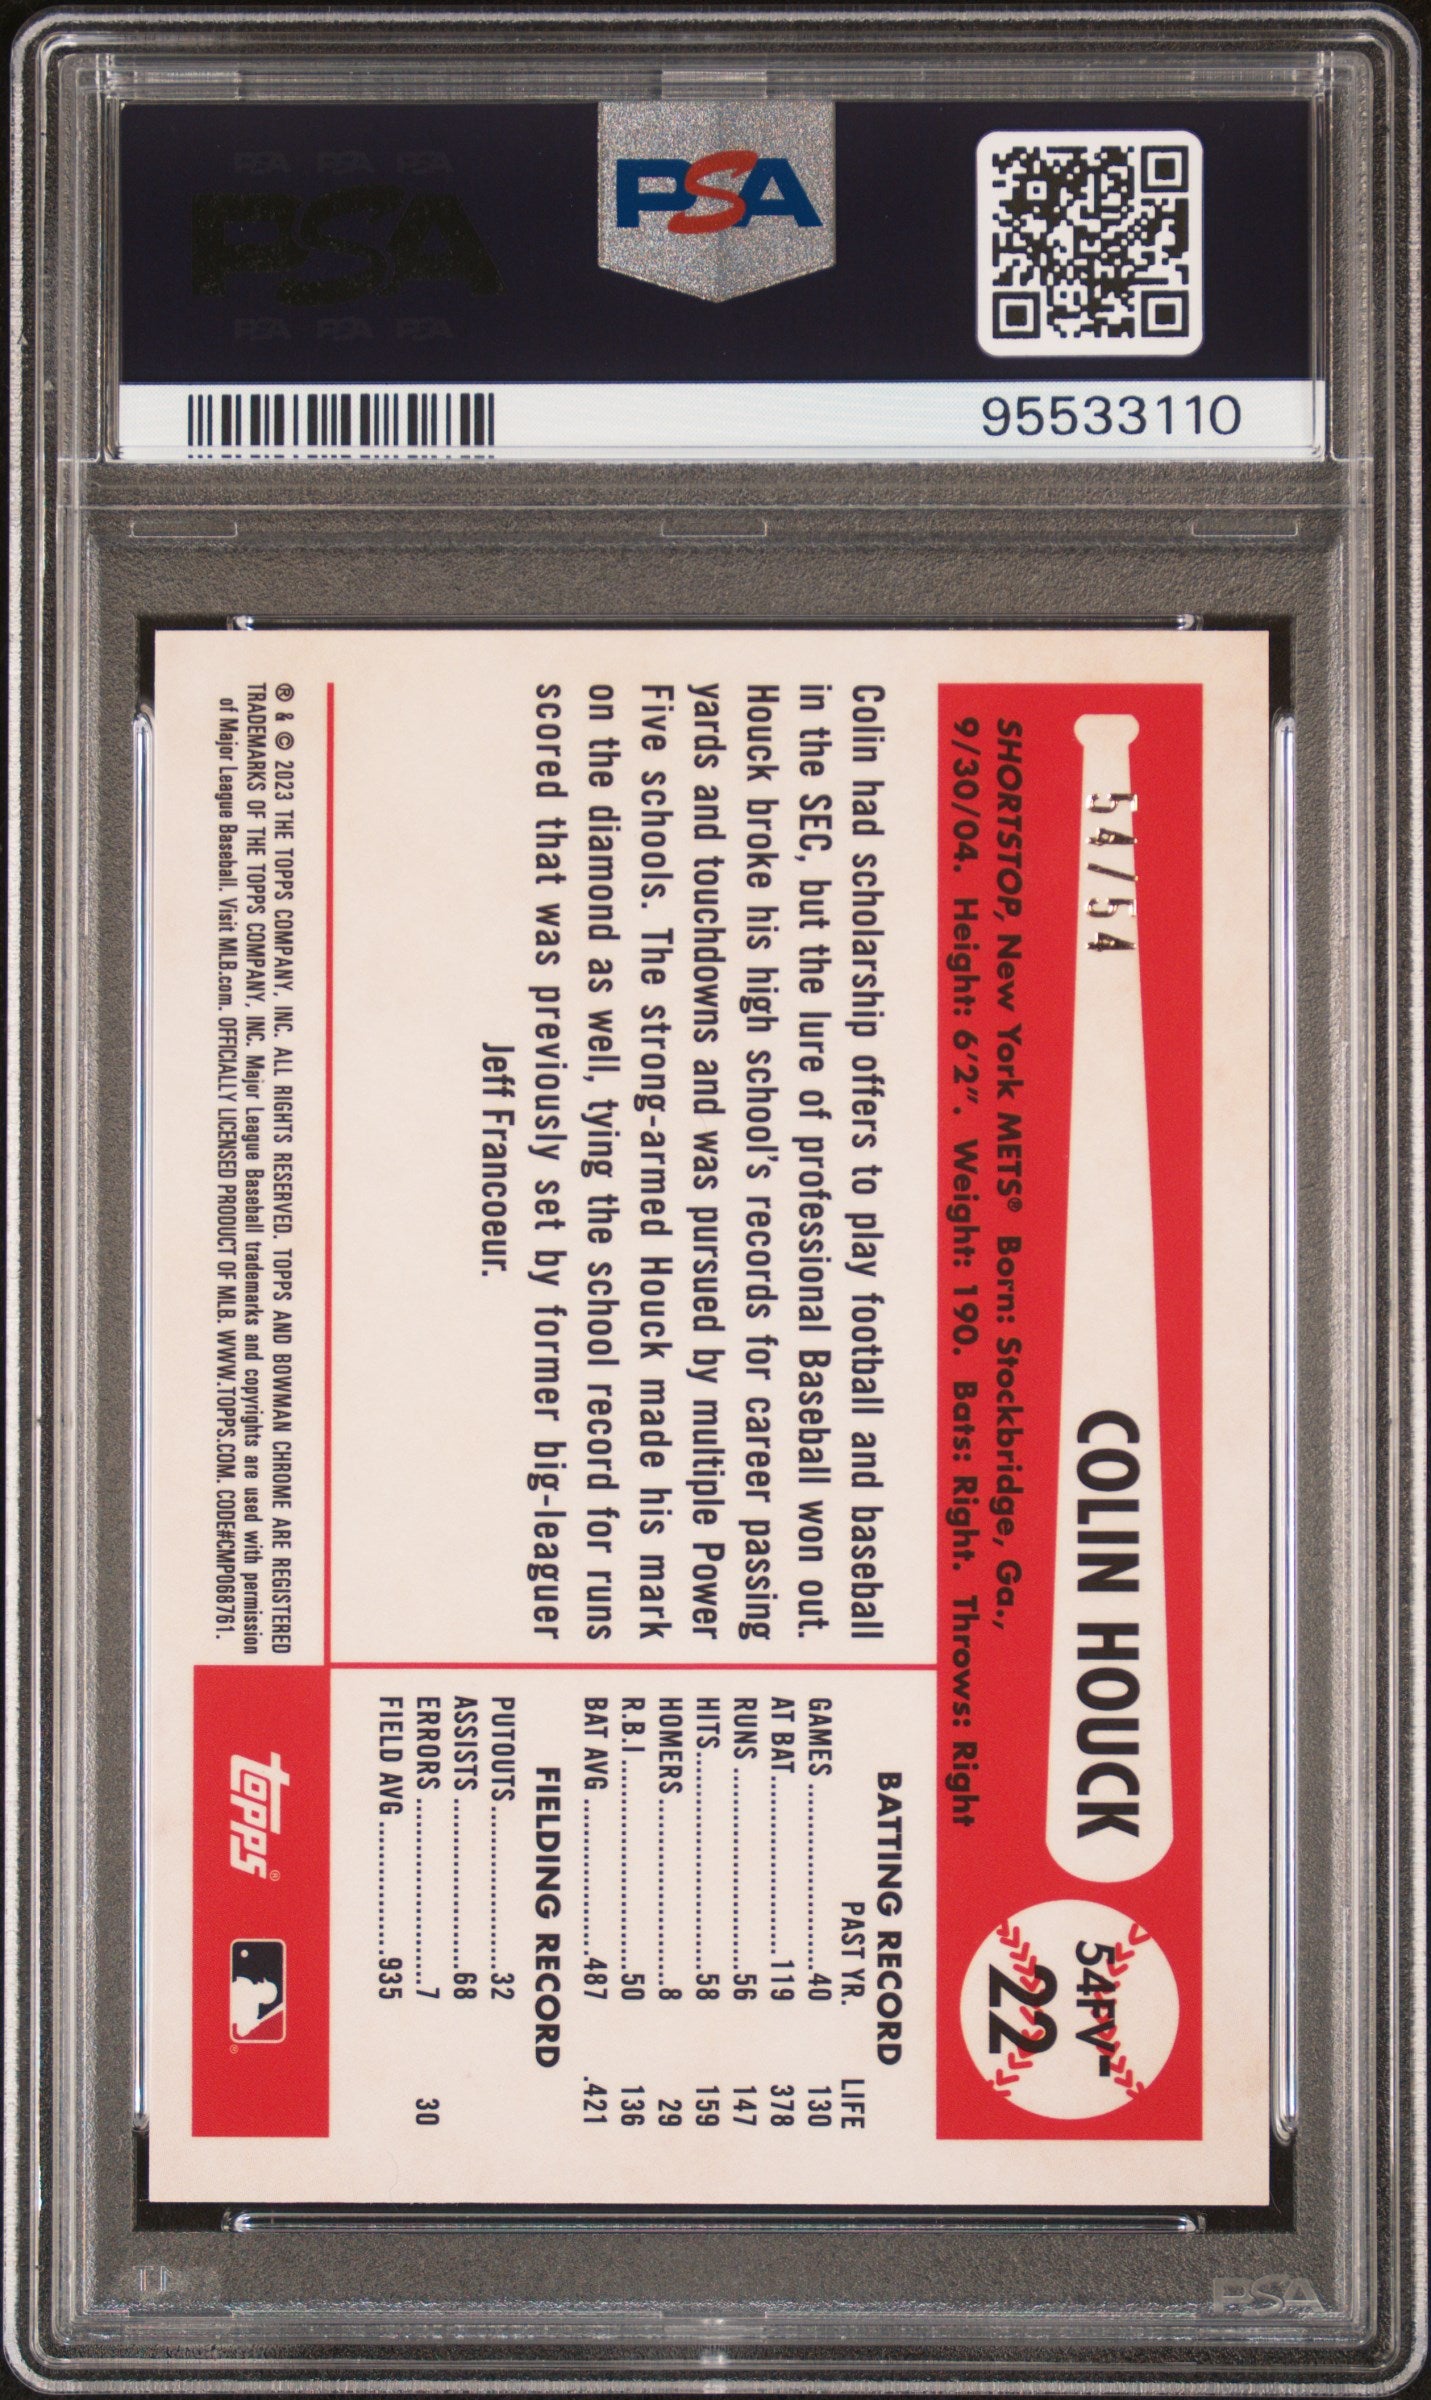 PSA PSA PSA
PSA
PSA PSA PSA
PSA
95533110
54/54
COLIN HOUCK
54FV-
22
SHORTSTOP, New York METS® Born: Stockbridge, Ga.,
9/30/04. Height: 6'2". Weight: 190. Bats: Right. Throws: Right
Colin had scholarship offers to play football and baseball
in the SEC, but the lure of professional Baseball won out.
Houck broke his high school's records for career passing
yards and touchdowns and was pursued by multiple Power
Five schools. The strong-armed Houck made his mark
on the diamond as well, tying the school record for runs
scored that was previously set by former big-leaguer
Jeff Francoeur.
BATTING RECORD
PAST YR. LIFE
GAMES 40 130
AT BAT 119 378
RUNS 56 147
HITS 58 159
HOMERS 8 29
R.B.I. 50 136
BAT AVG .487 .421
FIELDING RECORD
PUTOUTS 32
ASSISTS 68
ERRORS 7 30
FIELD AVG .935
® & © 2023 THE TOPPS COMPANY, INC. ALL RIGHTS RESERVED. TOPPS AND BOWMAN CHROME ARE REGISTERED
TRADEMARKS OF THE TOPPS COMPANY, INC. Major League Baseball trademarks and copyrights are used with permission
of Major League Baseball. Visit MLB.com. OFFICIALLY LICENSED PRODUCT OF MLB. WWW.TOPPS.COM. CODE#CMP068761.
topps®
PSA